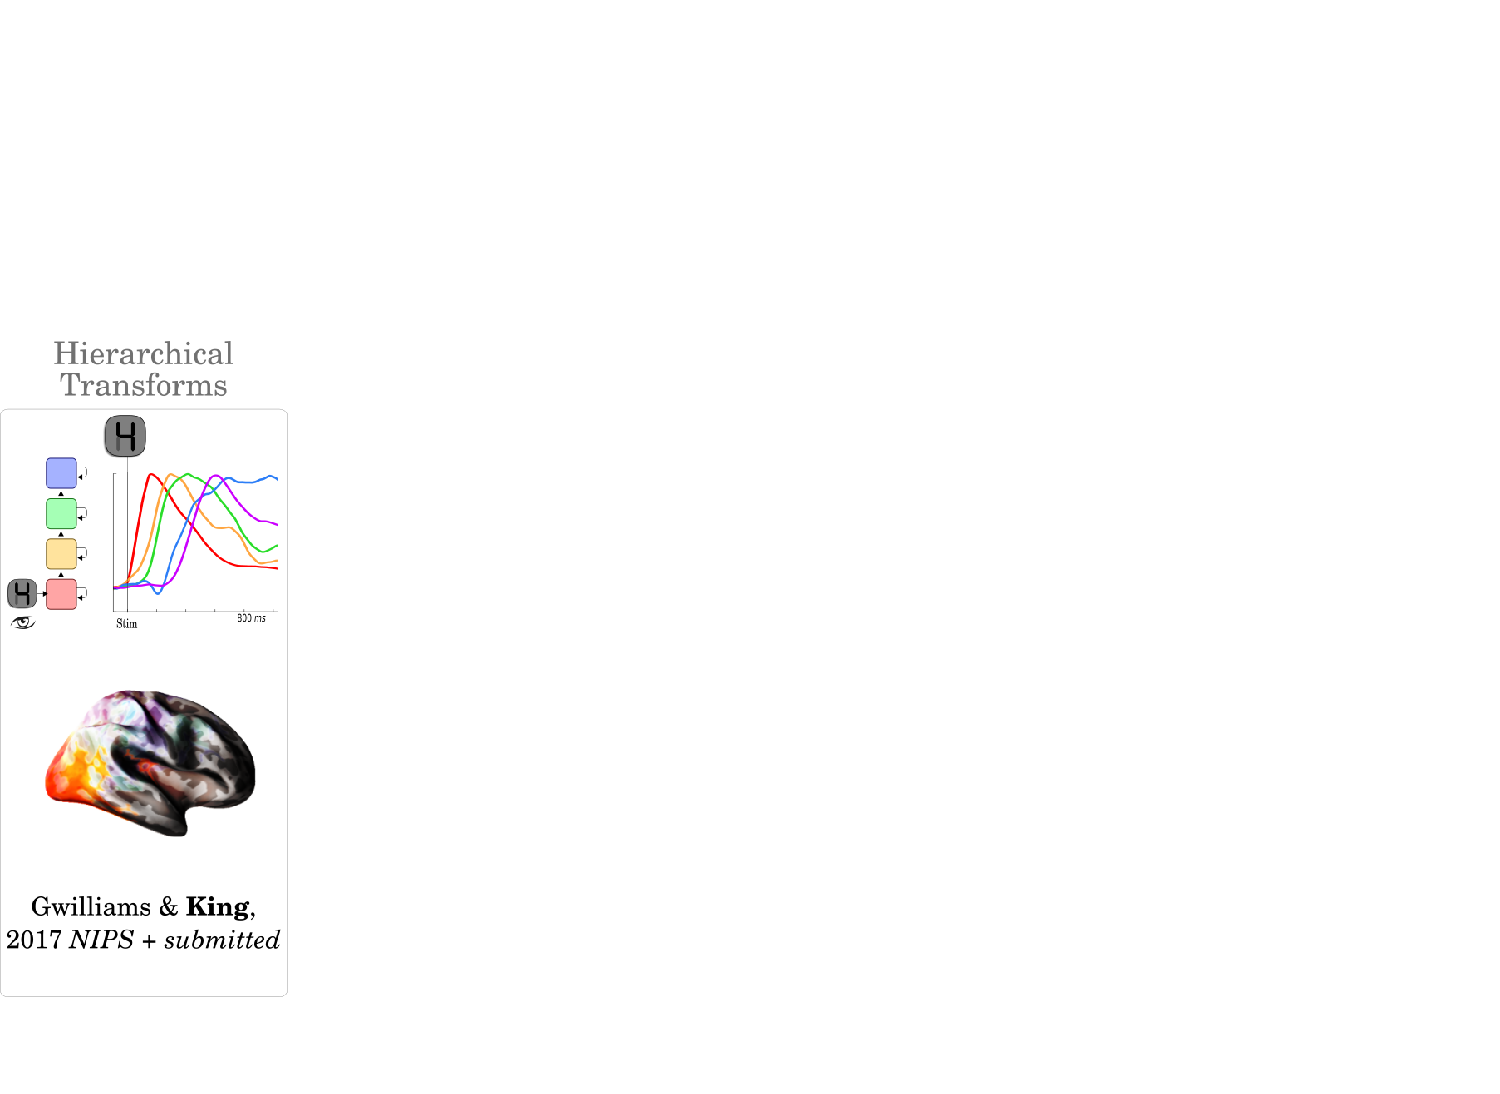 Hierarchical
Transforms
4
4
Stim
800 ms
Gwilliams & King,
2017 NIPS + submitted